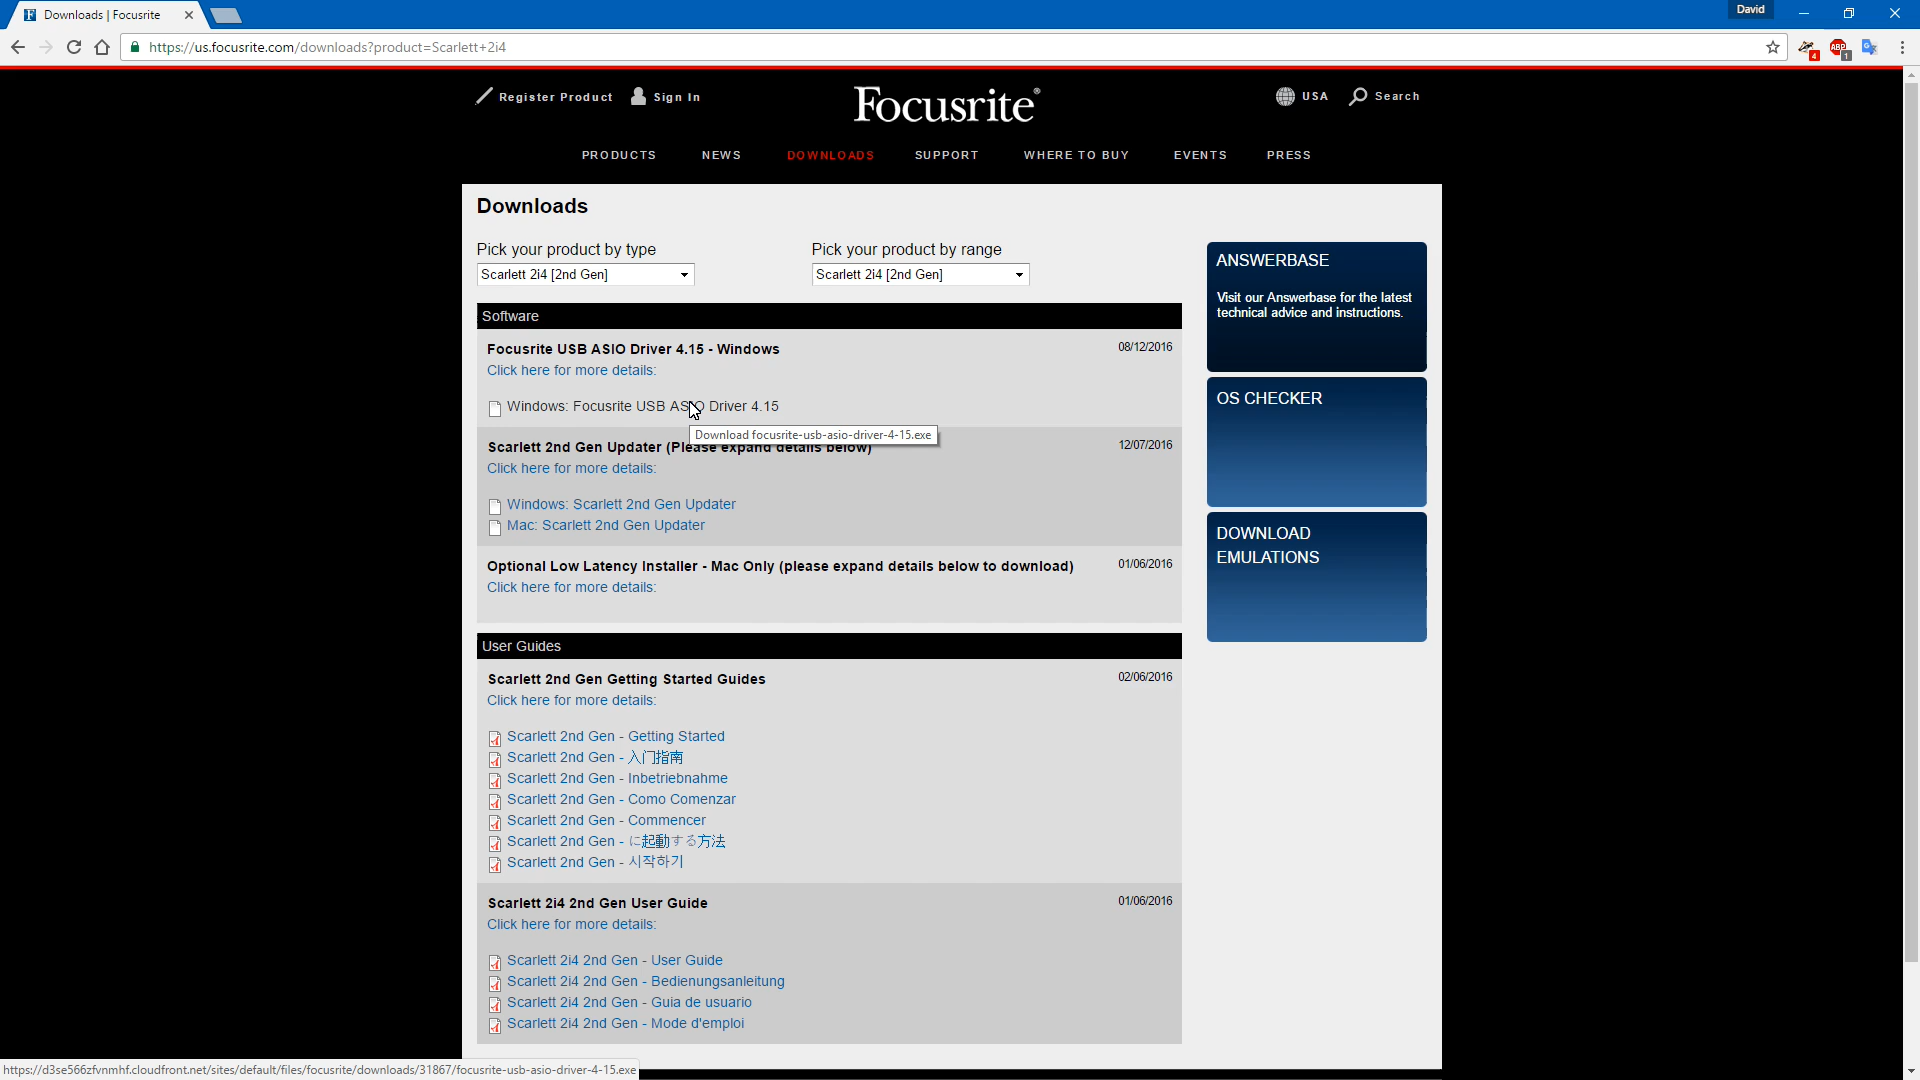 Downloads | Focusrite
David
https://us.focusrite.com/downloads?product=Scarlett+2i4
4
ABP
1
Register Product
Sign In
Focusrite®
USA
Search
PRODUCTS
NEWS
DOWNLOADS
SUPPORT
WHERE TO BUY
EVENTS
PRESS
Downloads
Pick your product by type
Pick your product by range
Scarlett 2i4 [2nd Gen]
Scarlett 2i4 [2nd Gen]
Software
Focusrite USB ASIO Driver 4.15 - Windows
08/12/2016
Click here for more details:
Windows: Focusrite USB ASIO Driver 4.15
Download focusrite-usb-asio-driver-4-15.exe
Scarlett 2nd Gen Updater (Please expand details below)
12/07/2016
Click here for more details:
Windows: Scarlett 2nd Gen Updater
Mac: Scarlett 2nd Gen Updater
Optional Low Latency Installer - Mac Only (please expand details below to download)
01/06/2016
Click here for more details:
User Guides
Scarlett 2nd Gen Getting Started Guides
02/06/2016
Click here for more details:
Scarlett 2nd Gen - Getting Started
Scarlett 2nd Gen - 入门指南
Scarlett 2nd Gen - Inbetriebnahme
Scarlett 2nd Gen - Como Comenzar
Scarlett 2nd Gen - Commencer
Scarlett 2nd Gen - に起動する方法
Scarlett 2nd Gen - 시작하기
Scarlett 2i4 2nd Gen User Guide
01/06/2016
Click here for more details:
Scarlett 2i4 2nd Gen - User Guide
Scarlett 2i4 2nd Gen - Bedienungsanleitung
Scarlett 2i4 2nd Gen - Guia de usuario
Scarlett 2i4 2nd Gen - Mode d'emploi
ANSWERBASE
Visit our Answerbase for the latest
technical advice and instructions.
OS CHECKER
DOWNLOAD
EMULATIONS
https://d3se566zfvnmhf.cloudfront.net/sites/default/files/focusrite/downloads/31867/focusrite-usb-asio-driver-4-15.exe